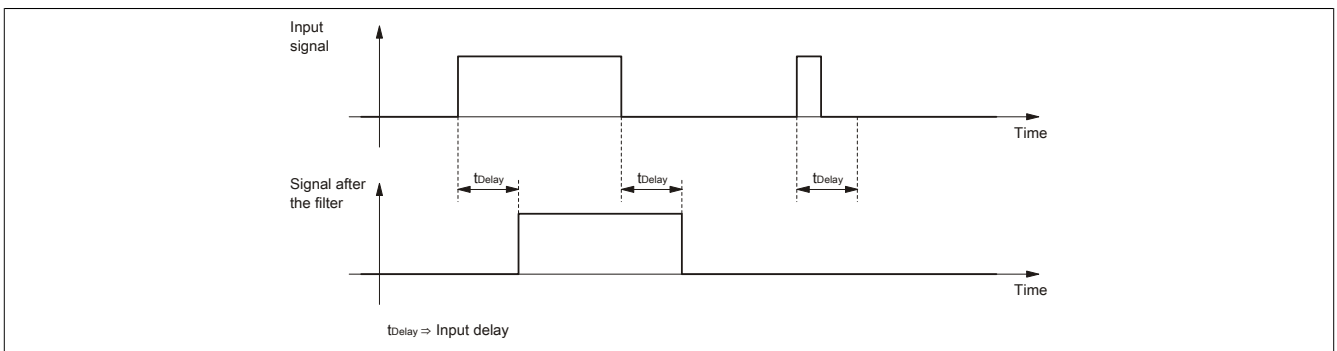 Input
signal
Time
Signal after
the filter
tDelay
tDelay
tDelay
Time
tDelay ⇒ Input delay